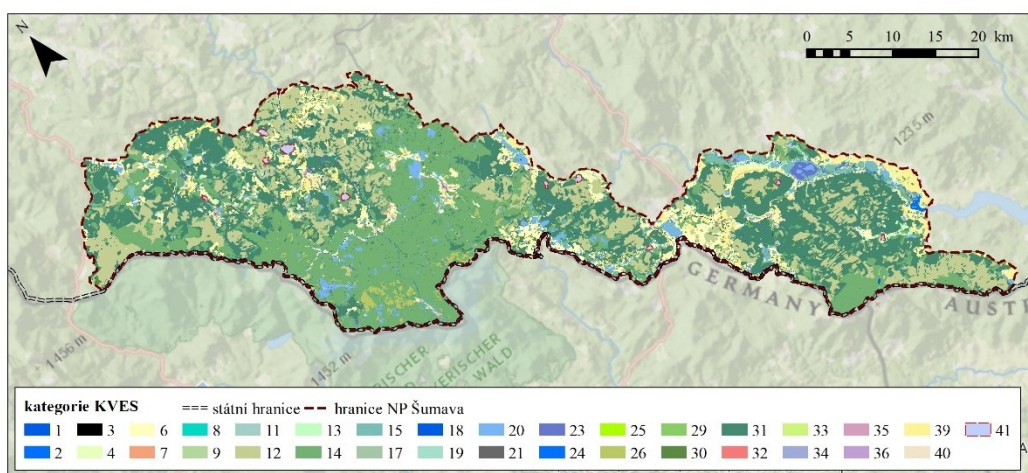 N
0 5 10 15 20 km
1235 m
GERMANY
AUST
1456 m
1452 m
BAYERISCHER
WALD
kategorie KVES státní hranice hranice NP Šumava
1 3 6 8 11 13 15 18 20 23 25 29 31 33 35 39 41
2 4 7 9 12 14 17 19 21 24 26 30 32 34 36 40